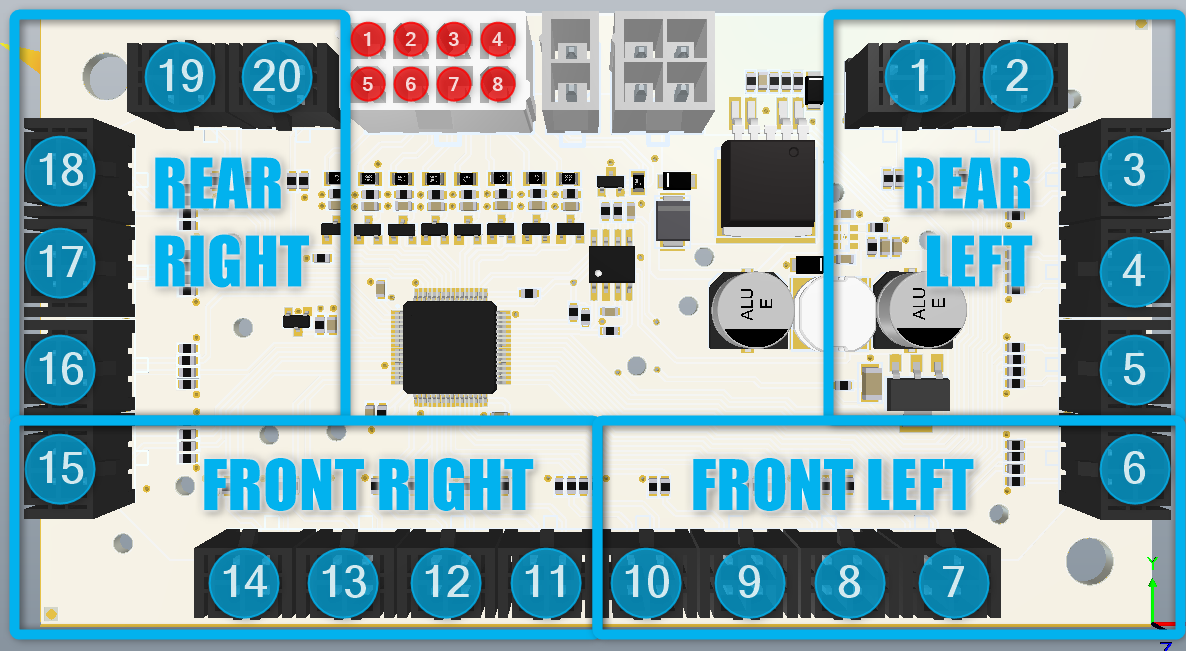 19 20
1 2 3 4
5 6 7 8
1 2
18
REAR
RIGHT
17
16
REAR
LEFT
3
4
5
ALU
E
ALU
E
15
FRONT RIGHT
FRONT LEFT
6
14 13 12 11 10 9 8 7
Y
Z